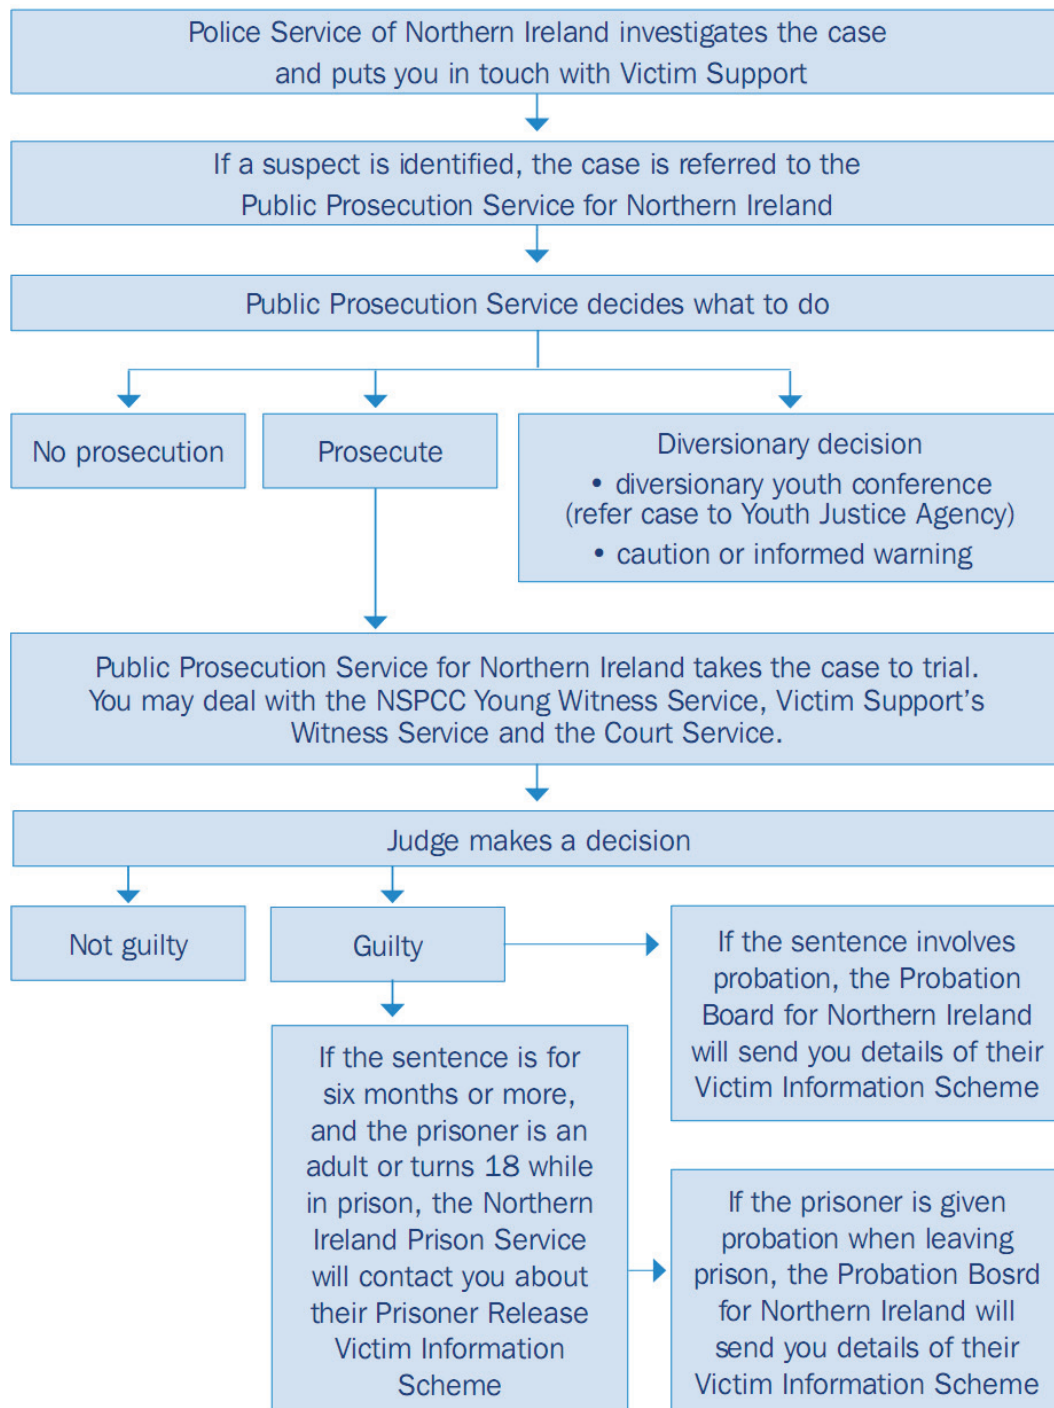 Police Service of Northern Ireland investigates the case
and puts you in touch with Victim Support
If a suspect is identified, the case is referred to the
Public Prosecution Service for Northern Ireland
Public Prosecution Service decides what to do
No prosecution
Prosecute
Diversionary decision
• diversionary youth conference
(refer case to Youth Justice Agency)
• caution or informed warning
Public Prosecution Service for Northern Ireland takes the case to trial.
You may deal with the NSPCC Young Witness Service, Victim Support's
Witness Service and the Court Service.
Judge makes a decision
Not guilty
Guilty
If the sentence involves
probation, the Probation
Board for Northern Ireland
will send you details of their
Victim Information Scheme
If the sentence is for
six months or more,
and the prisoner is an
adult or turns 18 while
in prison, the Northern
Ireland Prison Service
will contact you about
their Prisoner Release
Victim Information
Scheme
If the prisoner is given
probation when leaving
prison, the Probation Bosrd
for Northern Ireland will
send you details of their
Victim Information Scheme